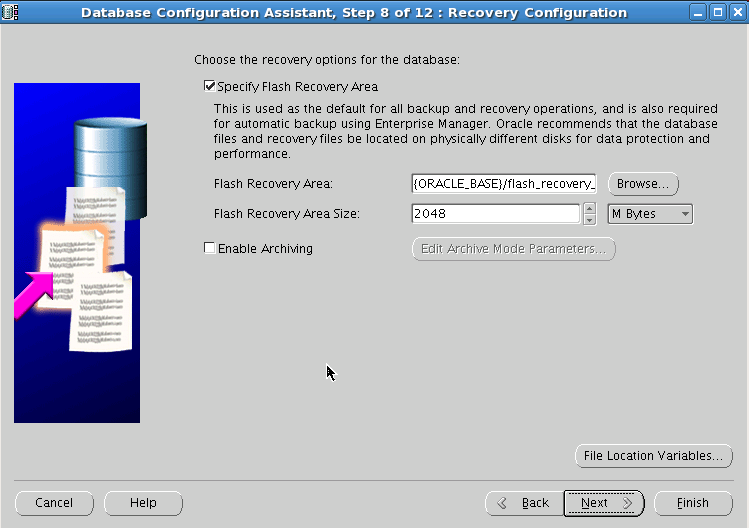 Database Configuration Assistant, Step 8 of 12 : Recovery Configuration
Choose the recovery options for the database:
Specify Flash Recovery Area
This is used as the default for all backup and recovery operations, and is also required
for automatic backup using Enterprise Manager. Oracle recommends that the database
files and recovery files be located on physically different disks for data protection and
performance.
Flash Recovery Area: {ORACLE_BASE}/flash_recovery_ Browse...
Flash Recovery Area Size: 2048 M Bytes
Enable Archiving Edit Archive Mode Parameters...
File Location Variables...
Cancel Help Back Next Finish